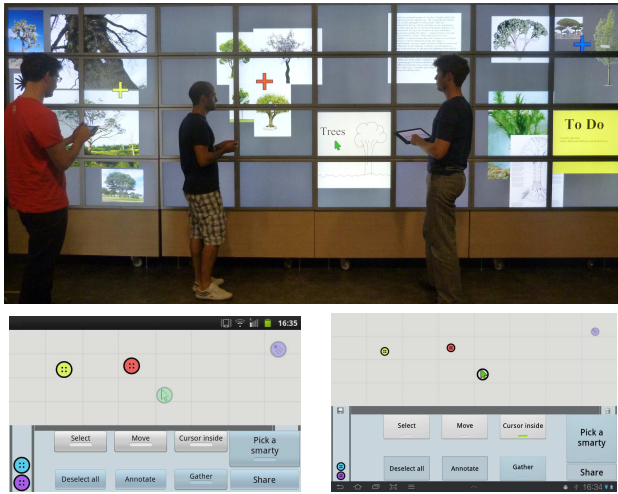 Trees
To Do
16:35
Select
Move
Cursor inside
Pick a
smarty
Deselect all
Annotate
Gather
Share
Select
Move
Cursor inside
Pick a
smarty
Deselect all
Annotate
Gather
Share
16:34